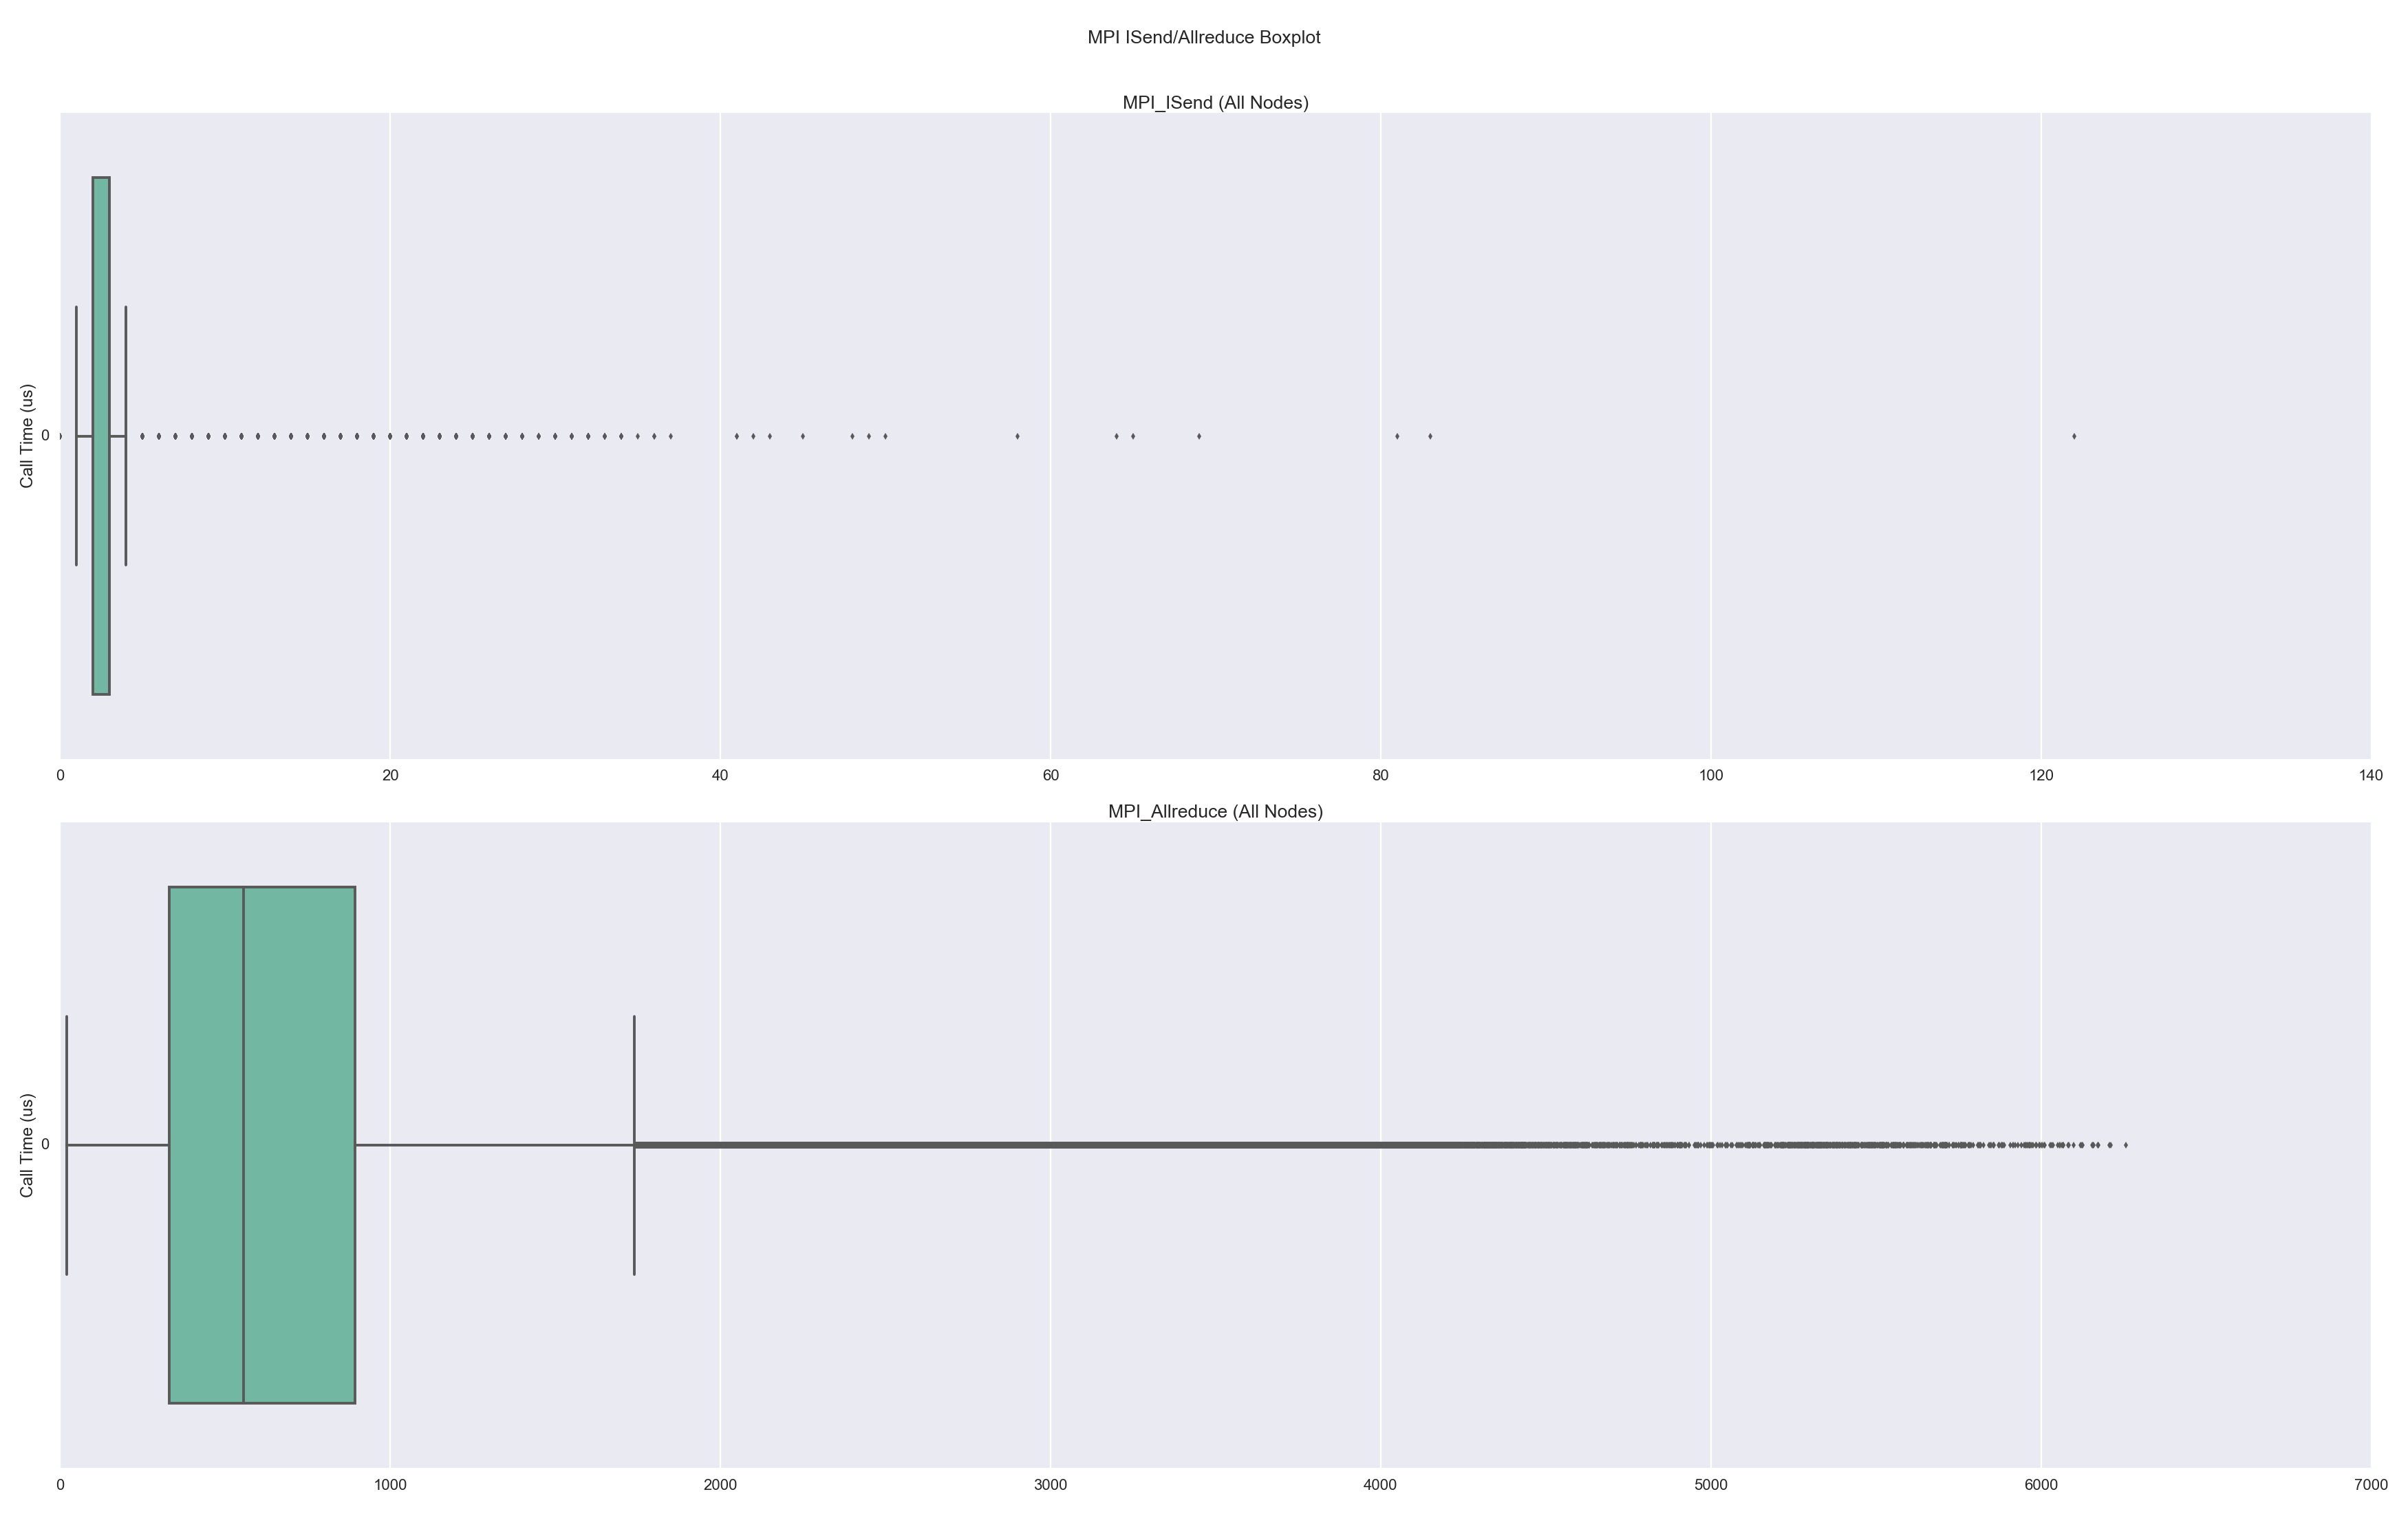 MPI ISend/Allreduce Boxplot
MPI_ISend (All Nodes)
Call Time (us)
0
0 20 40 60 80 100 120 140
MPI_Allreduce (All Nodes)
Call Time (us)
0
0 1000 2000 3000 4000 5000 6000 7000